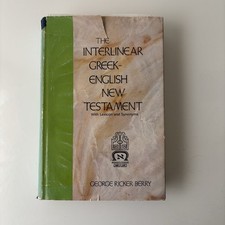 THE
INTERLINEAR
GREEK-
ENGLISH
NEW
TESTAMENT
With Lexicon and Synonyms
N
GEORGE RICKER BERRY